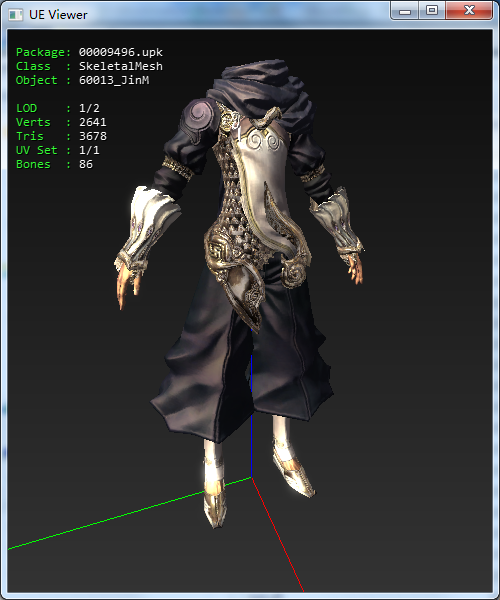 UE Viewer
Package: 00009496.upk
Class  : SkeletalMesh
Object : 60013_JinM
LOD    : 1/2
Verts  : 2641
Tris   : 3678
UV Set : 1/1
Bones  : 86